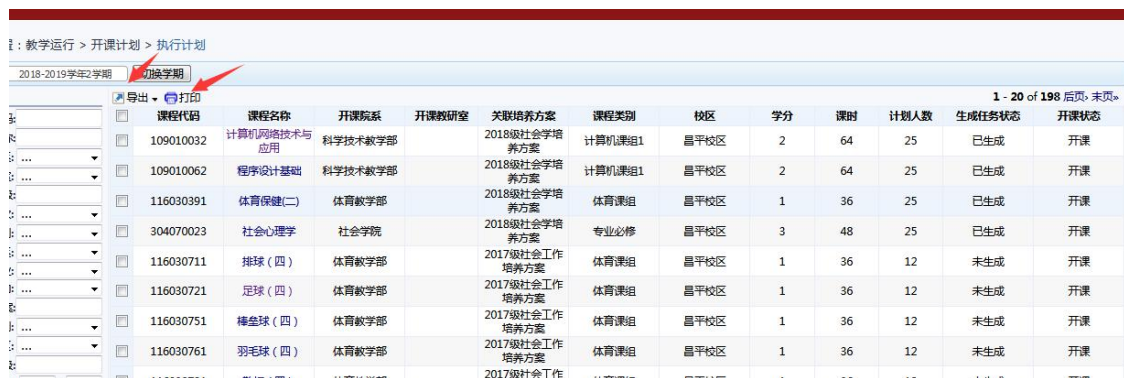 ：教学运行 > 开课计划 > 执行计划
2018-2019学年2学期 切换学期
导出 打印 1 - 20 of 198 后页› 末页»
课程代码 课程名称 开课院系 开课教研室 关联培养方案 课程类别 校区 学分 课时 计划人数 生成任务状态 开课状态
109010032 计算机网络技术与应用 科学技术教学部 2018级社会学培养方案 计算机课组1 昌平校区 2 64 25 已生成 开课
109010062 程序设计基础 科学技术教学部 2018级社会学培养方案 计算机课组1 昌平校区 2 64 25 已生成 开课
116030391 体育保健(二) 体育教学部 2018级社会学培养方案 体育课组 昌平校区 1 36 25 已生成 开课
304070023 社会心理学 社会学院 2018级社会学培养方案 专业必修 昌平校区 3 48 25 已生成 开课
116030711 排球（四） 体育教学部 2017级社会工作培养方案 体育课组 昌平校区 1 36 12 未生成 开课
116030721 足球（四） 体育教学部 2017级社会工作培养方案 体育课组 昌平校区 1 36 12 未生成 开课
116030751 棒垒球（四） 体育教学部 2017级社会工作培养方案 体育课组 昌平校区 1 36 12 未生成 开课
116030761 羽毛球（四） 体育教学部 2017级社会工作培养方案 体育课组 昌平校区 1 36 12 未生成 开课
2017级社会工作